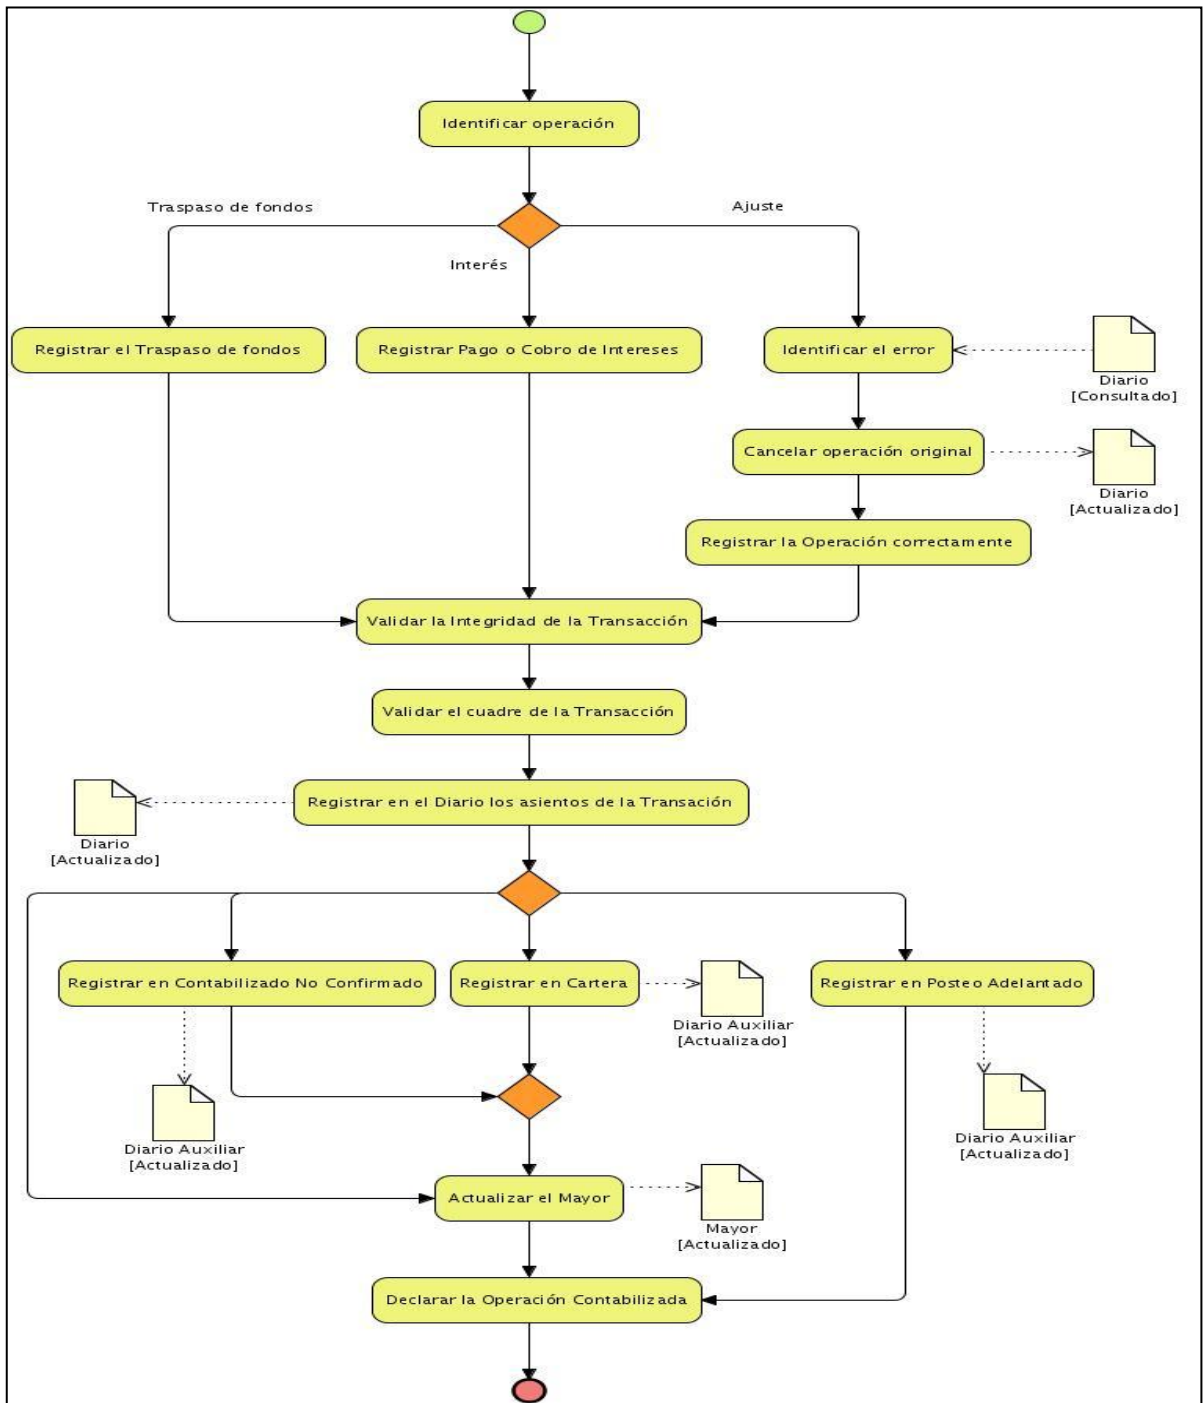 Identificar operación
Traspaso de fondos
Ajuste
Interés
Registrar el Traspaso de fondos
Registrar Pago o Cobro de Intereses
Identificar el error
Diario
[Consultado]
Cancelar operación original
Diario
[Actualizado]
Registrar la Operación correctamente
Validar la Integridad de la Transacción
Validar el cuadre de la Transacción
Registrar en el Diario los asientos de la Transación
Diario
[Actualizado]
Registrar en Contabilizado No Confirmado
Registrar en Cartera
Registrar en Posteo Adelantado
Diario Auxiliar
[Actualizado]
Diario Auxiliar
[Actualizado]
Diario Auxiliar
[Actualizado]
Actualizar el Mayor
Mayor
[Actualizado]
Declarar la Operación Contabilizada